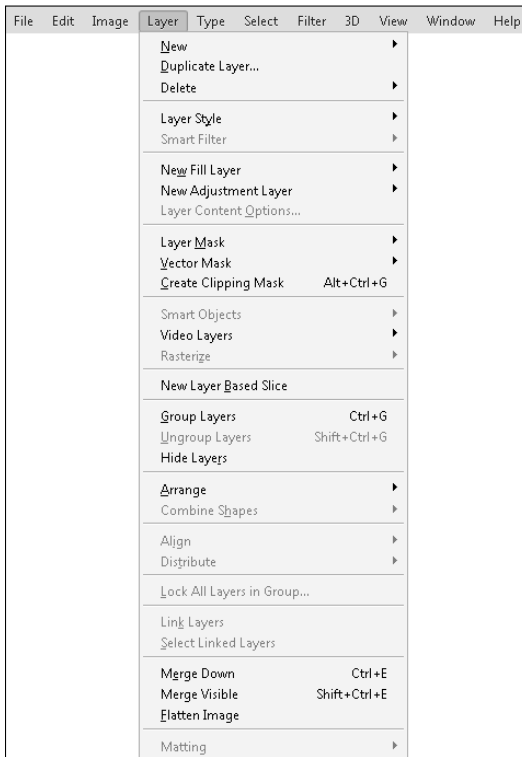 File Edit Image Layer Type Select Filter 3D View Window Help
New
Duplicate Layer...
Delete
Layer Style
Smart Filter
New Fill Layer
New Adjustment Layer
Layer Content Options...
Layer Mask
Vector Mask
Create Clipping Mask Alt+Ctrl+G
Smart Objects
Video Layers
Rasterize
New Layer Based Slice
Group Layers Ctrl+G
Ungroup Layers Shift+Ctrl+G
Hide Layers
Arrange
Combine Shapes
Align
Distribute
Lock All Layers in Group...
Link Layers
Select Linked Layers
Merge Down Ctrl+E
Merge Visible Shift+Ctrl+E
Flatten Image
Matting